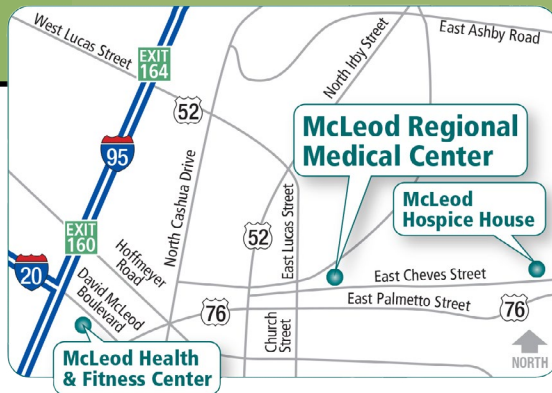 West Lucas Street
EXIT
164
52
North Irby Street
East Ashby Road
McLeod Regional
Medical Center
95
North Cashua Drive
McLeod
Hospice House
EXIT
160
Hoffmeyer
Road
52
East Lucas Street
20
David McLeod
Boulevard
East Cheves Street
76
East Palmetto Street
76
Church
Street
McLeod Health
& Fitness Center
NORTH